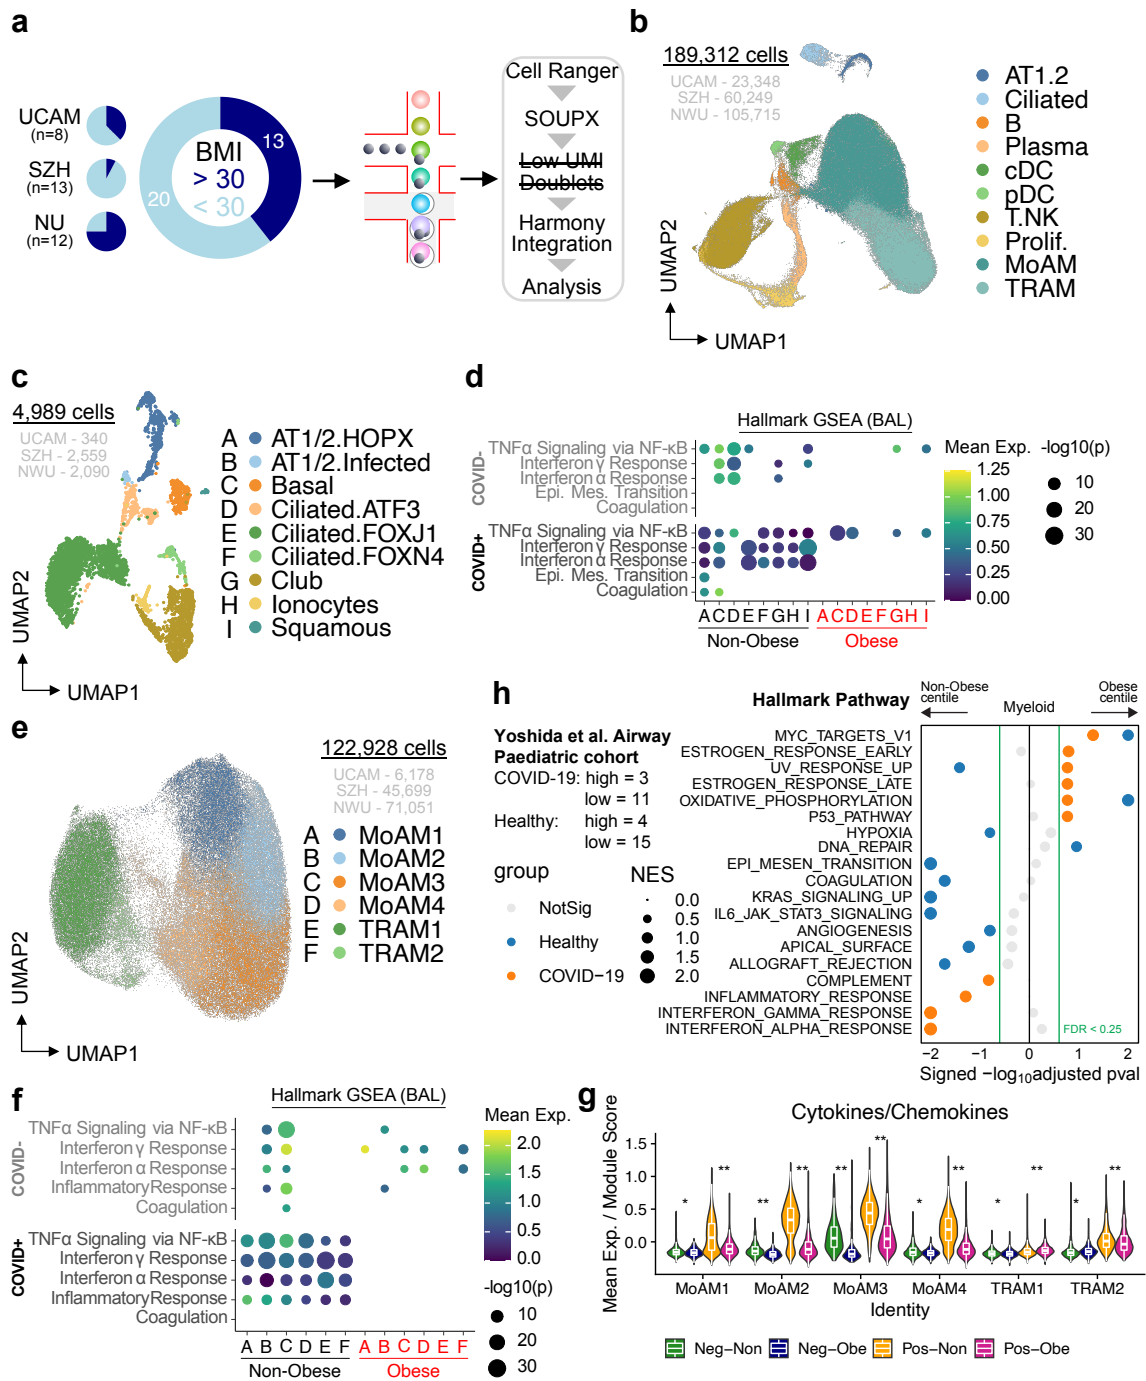 a
UCAM
(n=8)
SZH
(n=13)
NU
(n=12)
13
20
BMI
> 30
< 30
Cell Ranger
SOUPX
Low UMI
Doublets
Harmony
Integration
Analysis
b
189,312 cells
UCAM - 23,348
SZH - 60,249
NWU - 105,715
UMAP2
UMAP1
AT1.2
Ciliated
B
Plasma
cDC
pDC
T.NK
Prolif.
MoAM
TRAM
c
4,989 cells
UCAM - 340
SZH - 2,559
NWU - 2,090
UMAP2
UMAP1
A AT1/2.HOPX
B AT1/2.Infected
C Basal
D Ciliated.ATF3
E Ciliated.FOXJ1
F Ciliated.FOXN4
G Club
H Ionocytes
I Squamous
d
Hallmark GSEA (BAL)
COVID-
TNFα Signaling via NF-κB
Interferon γ Response
Interferon α Response
Epi. Mes. Transition
Coagulation
COVID+
TNFα Signaling via NF-κB
Interferon γ Response
Interferon α Response
Epi. Mes. Transition
Coagulation
A C D E F G H I A C D E F G H I
Non-Obese Obese
Mean Exp.
1.25
1.00
0.75
0.50
0.25
0.00
-log10(p)
10
20
30
e
122,928 cells
UCAM - 6,178
SZH - 45,699
NWU - 71,051
UMAP2
UMAP1
A MoAM1
B MoAM2
C MoAM3
D MoAM4
E TRAM1
F TRAM2
h
Yoshida et al. Airway
Paediatric cohort
COVID-19: high = 3
low = 11
Healthy: high = 4
low = 15
group
NotSig
Healthy
COVID−19
NES
0.0
0.5
1.0
1.5
2.0
Hallmark Pathway
Non-Obese
centile
Myeloid
Obese
centile
MYC_TARGETS_V1
ESTROGEN_RESPONSE_EARLY
UV_RESPONSE_UP
ESTROGEN_RESPONSE_LATE
OXIDATIVE_PHOSPHORYLATION
P53_PATHWAY
HYPOXIA
DNA_REPAIR
EPI_MESEN_TRANSITION
COAGULATION
KRAS_SIGNALING_UP
IL6_JAK_STAT3_SIGNALING
ANGIOGENESIS
APICAL_SURFACE
ALLOGRAFT_REJECTION
COMPLEMENT
INFLAMMATORY_RESPONSE
INTERFERON_GAMMA_RESPONSE
INTERFERON_ALPHA_RESPONSE
FDR < 0.25
−2 −1 0 1 2
Signed −log10adjusted pval
f
Hallmark GSEA (BAL)
COVID-
TNFα Signaling via NF-κB
Interferon γ Response
Interferon α Response
Inflammatory Response
Coagulation
COVID+
TNFα Signaling via NF-κB
Interferon γ Response
Interferon α Response
Inflammatory Response
Coagulation
A B C D E F A B C D E F
Non-Obese Obese
Mean Exp.
2.0
1.5
1.0
0.5
0.0
-log10(p)
10
20
30
g
Cytokines/Chemokines
Mean Exp. / Module Score
1.5
1.0
0.5
0.0
* ** ** ** ** ** * ** * ** * **
MoAM1 MoAM2 MoAM3 MoAM4 TRAM1 TRAM2
Identity
Neg−Non Neg−Obe Pos−Non Pos−Obe